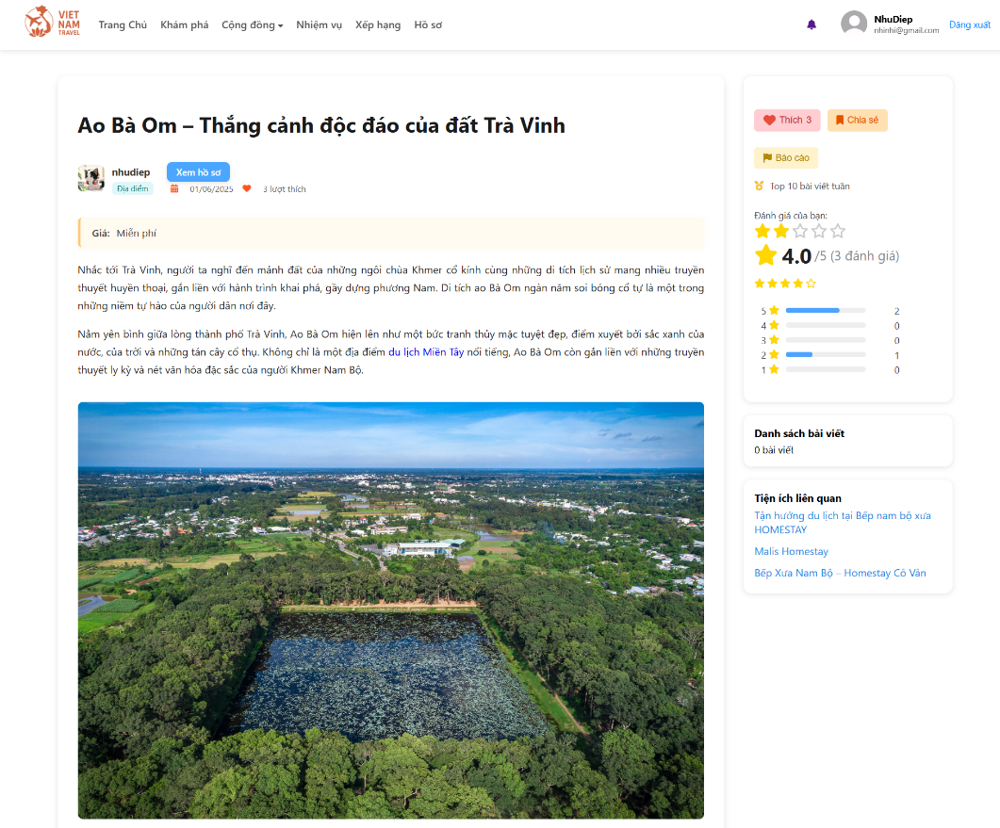 VIET
NAM
TRAVEL
Trang Chủ
Khám phá
Cộng đồng
Nhiệm vụ
Xếp hạng
Hồ sơ
NhuDiep
nhinhi@gmail.com
Đăng xuất
Ao Bà Om – Thắng cảnh độc đáo của đất Trà Vinh
nhudiep
Xem hồ sơ
Địa điểm
01/06/2025
3 lượt thích
Giá: Miễn phí
Nhắc tới Trà Vinh, người ta nghĩ đến mảnh đất của những ngôi chùa Khmer cổ kính cùng những di tích lịch sử mang nhiều truyền
thuyết huyền thoại, gắn liền với hành trình khai phá, gầy dựng phương Nam. Di tích ao Bà Om ngàn năm soi bóng cổ tự là một trong
những niềm tự hào của người dân nơi đây.
Nằm yên bình giữa lòng thành phố Trà Vinh, Ao Bà Om hiện lên như một bức tranh thủy mặc tuyệt đẹp, điểm xuyết bởi sắc xanh của
nước, của trời và những tán cây cổ thụ. Không chỉ là một địa điểm du lịch Miền Tây nổi tiếng, Ao Bà Om còn gắn liền với những truyền
thuyết ly kỳ và nét văn hóa đặc sắc của người Khmer Nam Bộ.
Thích 3
Chia sẻ
Báo cáo
Top 10 bài viết tuần
Đánh giá của bạn:
4.0 /5 (3 đánh giá)
5 2
4 0
3 0
2 1
1 0
Danh sách bài viết
0 bài viết
Tiện ích liên quan
Tận hưởng du lịch tại Bếp nam bộ xưa
HOMESTAY
Malis Homestay
Bếp Xưa Nam Bộ – Homestay Cô Vân